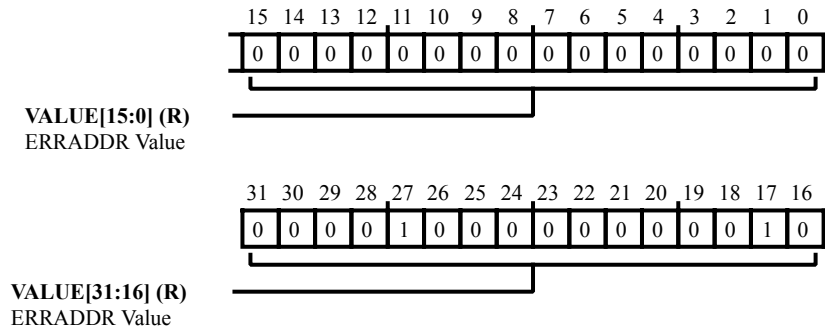 15 14 13 12 11 10 9 8 7 6 5 4 3 2 1 0
0 0 0 0 0 0 0 0 0 0 0 0 0 0 0 0
VALUE[15:0] (R)
ERRADDR Value
31 30 29 28 27 26 25 24 23 22 21 20 19 18 17 16
0 0 0 0 1 0 0 0 0 0 0 0 0 0 1 0
VALUE[31:16] (R)
ERRADDR Value